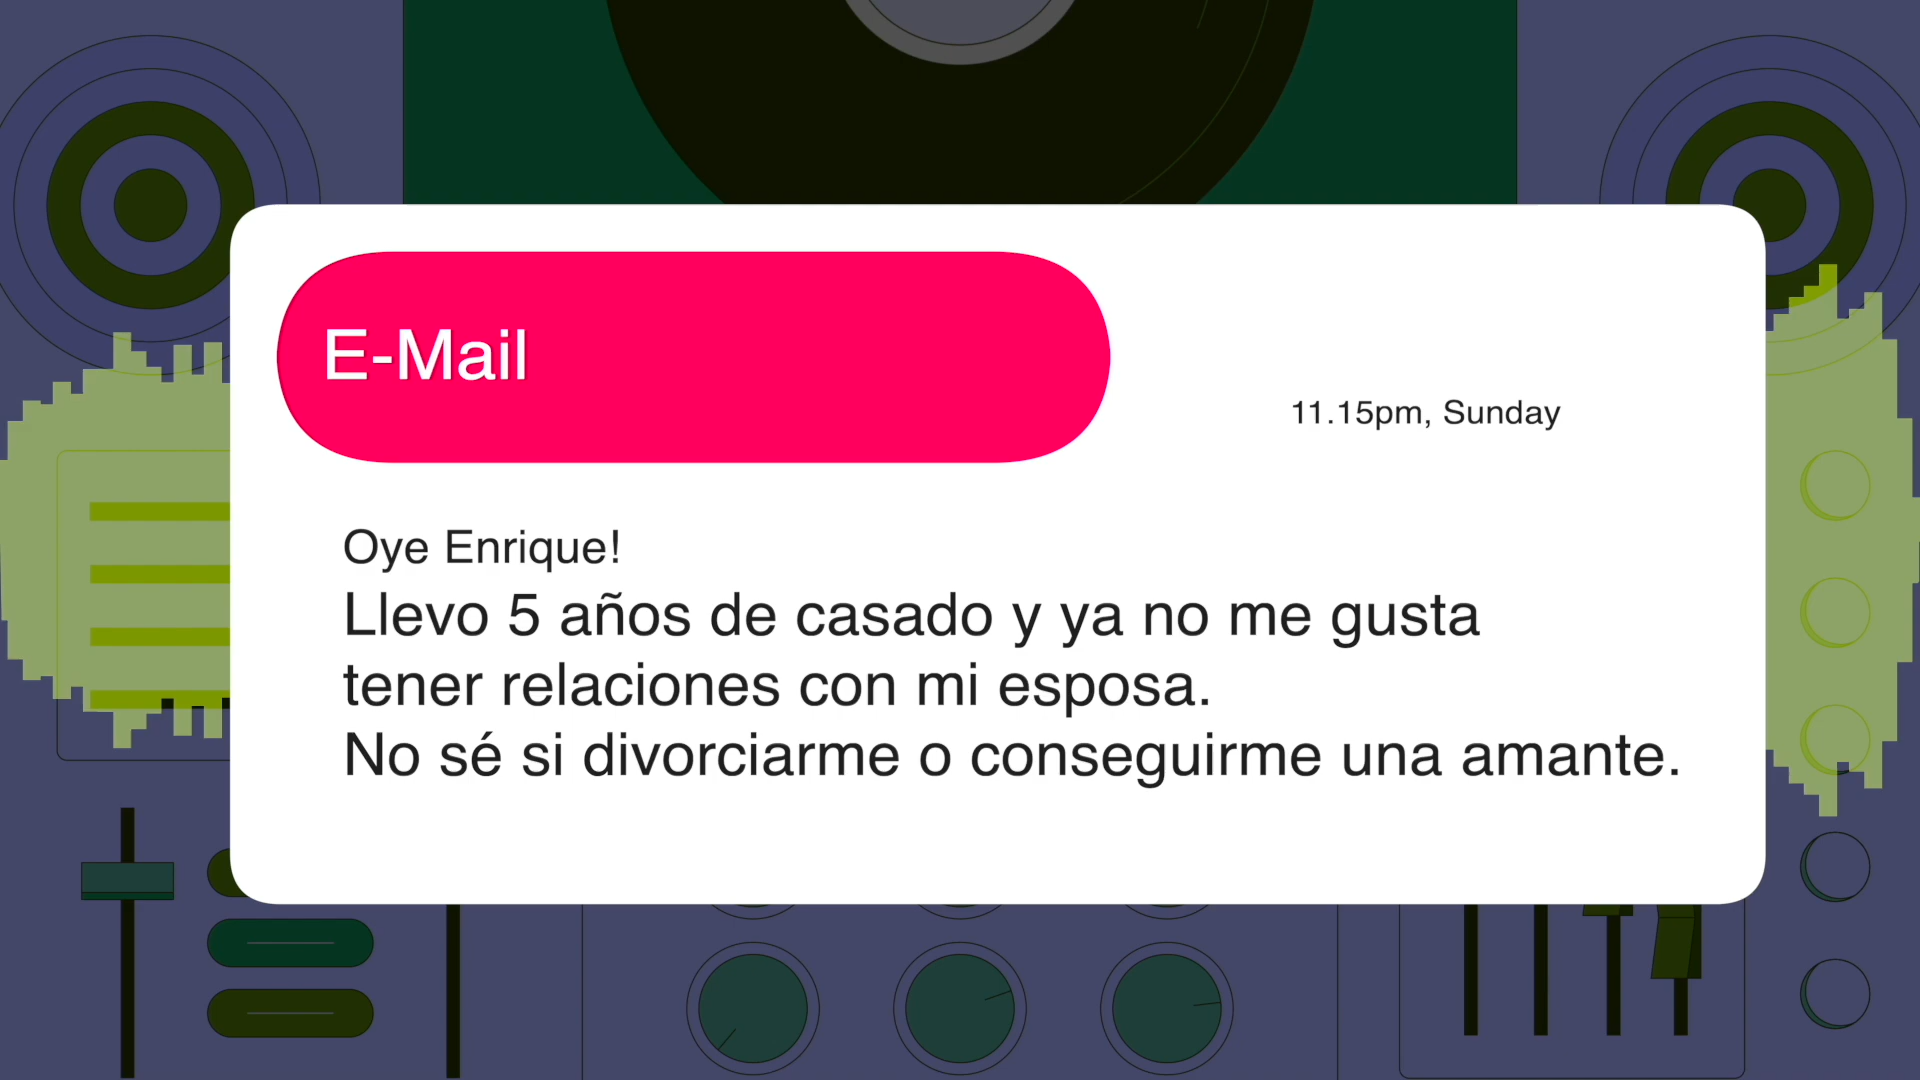 E-Mail
11.15pm, Sunday
Oye Enrique!
Llevo 5 años de casado y ya no me gusta
tener relaciones con mi esposa.
No sé si divorciarme o conseguirme una amante.